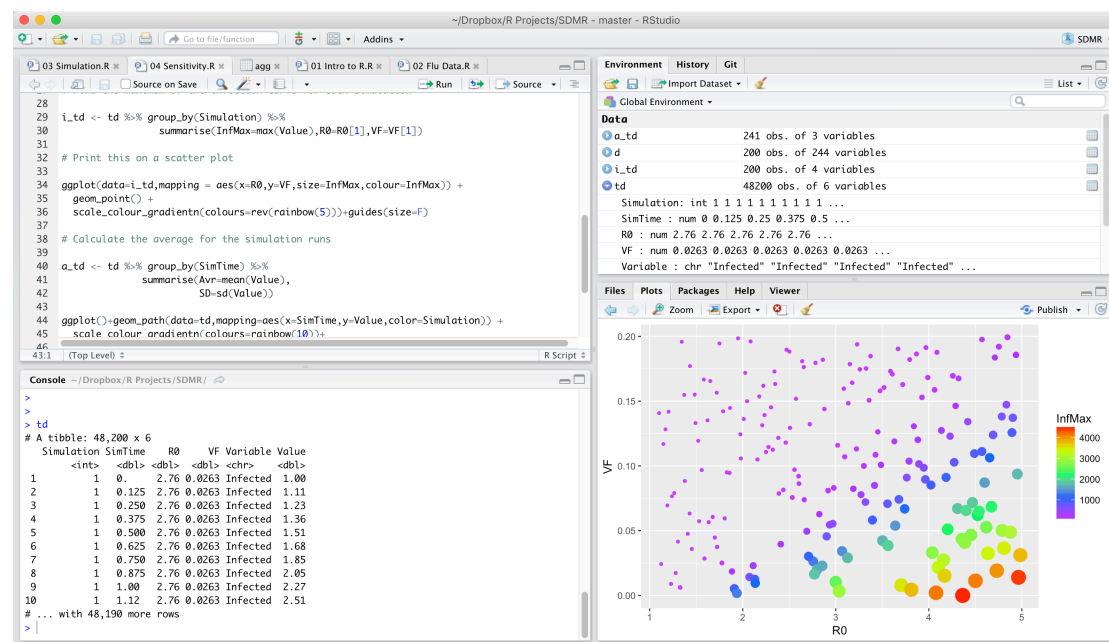 ~/Dropbox/R Projects/SDMR - master - RStudio
Go to file/function
Addins
SDMR
03 Simulation.R
04 Sensitivity.R
agg
01 Intro to R.R
02 Flu Data.R
Source on Save
Run
Source
28
29 i_td <- td %>% group_by(Simulation) %>%
30 summarise(InfMax=max(Value),R0=R0[1],VF=VF[1])
31
32 # Print this on a scatter plot
33
34 ggplot(data=i_td,mapping = aes(x=R0,y=VF,size=InfMax,colour=InfMax)) +
35 geom_point() +
36 scale_colour_gradientn(colours=rev(rainbow(5)))+guides(size=F)
37
38 # Calculate the average for the simulation runs
39
40 a_td <- td %>% group_by(SimTime) %>%
41 summarise(Avr=mean(Value),
42 SD=sd(Value))
43
44 ggplot()+geom_path(data=td,mapping=aes(x=SimTime,y=Value,color=Simulation)) +
45 scale_colour_gradientn(colours=rainbow(10))+
46
43:1 (Top Level) R Script
Console ~/Dropbox/R Projects/SDMR/
>
>
> td
# A tibble: 48,200 x 6
Simulation SimTime R0 VF Variable Value
<int> <dbl> <dbl> <dbl> <chr> <dbl>
1 1 0. 2.76 0.0263 Infected 1.00
2 1 0.125 2.76 0.0263 Infected 1.11
3 1 0.250 2.76 0.0263 Infected 1.23
4 1 0.375 2.76 0.0263 Infected 1.36
5 1 0.500 2.76 0.0263 Infected 1.51
6 1 0.625 2.76 0.0263 Infected 1.68
7 1 0.750 2.76 0.0263 Infected 1.85
8 1 0.875 2.76 0.0263 Infected 2.05
9 1 1.00 2.76 0.0263 Infected 2.27
10 1 1.12 2.76 0.0263 Infected 2.51
# ... with 48,190 more rows
>
Environment History Git
Import Dataset
List
Global Environment
Data
a_td 241 obs. of 3 variables
d 200 obs. of 244 variables
i_td 200 obs. of 4 variables
td 48200 obs. of 6 variables
Simulation: int 1 1 1 1 1 1 1 1 1 1 ...
SimTime : num 0 0.125 0.25 0.375 0.5 ...
R0 : num 2.76 2.76 2.76 2.76 2.76 ...
VF : num 0.0263 0.0263 0.0263 0.0263 0.0263 ...
Variable : chr "Infected" "Infected" "Infected" "Infected" ...
Files Plots Packages Help Viewer
Zoom Export Publish
0.20
0.15
0.10
0.05
0.00
VF
1 2 3 4 5
R0
InfMax
4000
3000
2000
1000